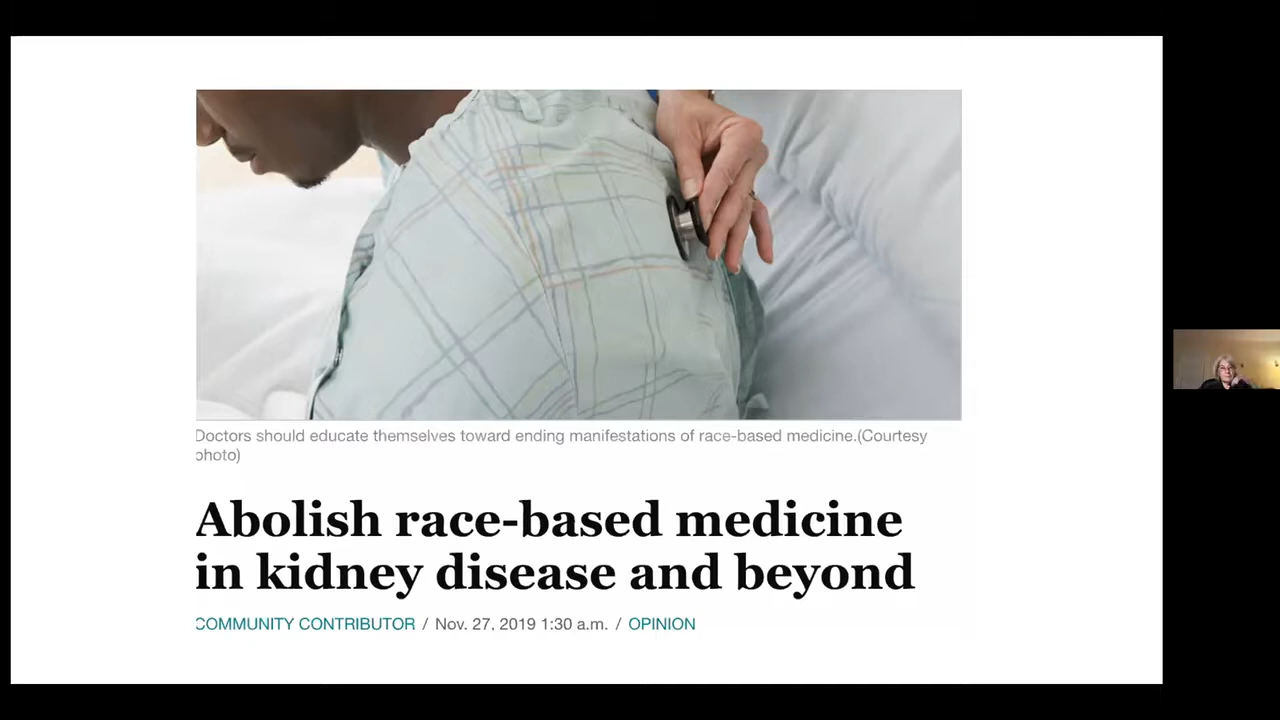 Doctors should educate themselves toward ending manifestations of race-based medicine.(Courtesy
photo)
Abolish race-based medicine
in kidney disease and beyond
COMMUNITY CONTRIBUTOR / Nov. 27, 2019 1:30 a.m. / OPINION